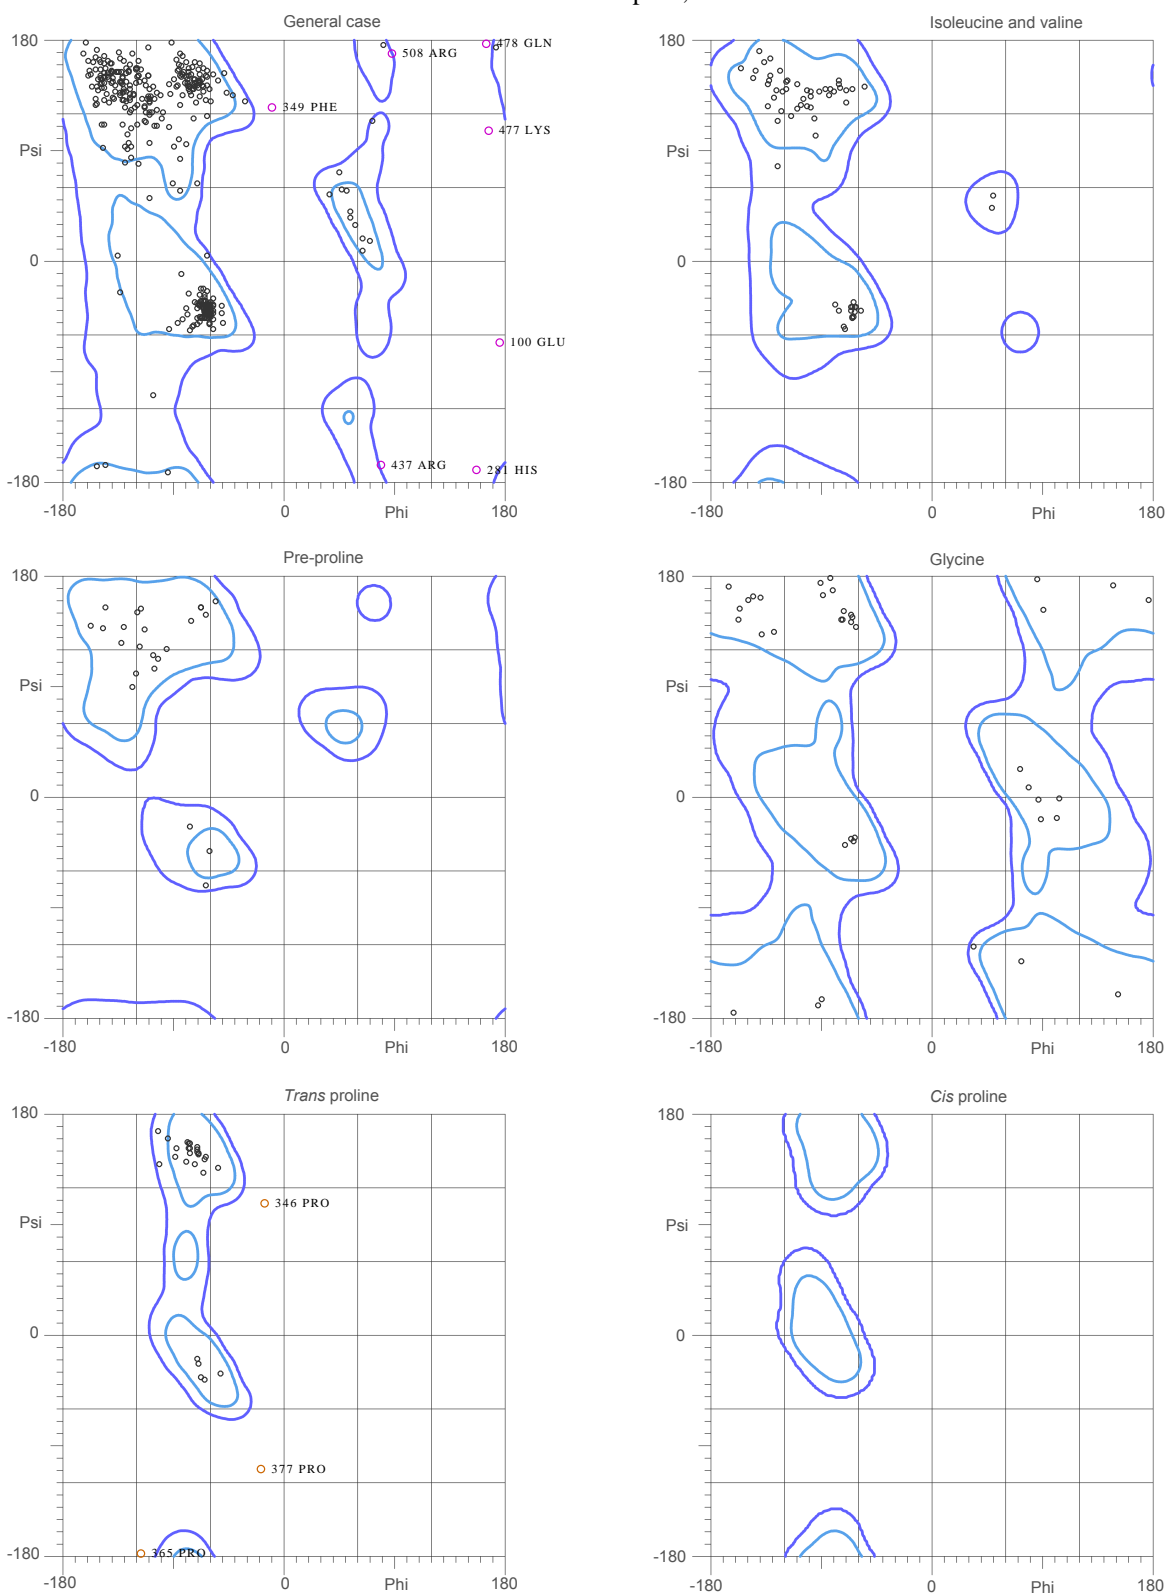 General case
Isoleucine and valine
180
478 GLN
508 ARG
349 PHE
477 LYS
Psi
0
100 GLU
437 ARG
281 HIS
-180
-180
0
Phi
180
180
Psi
0
-180
-180
0
Phi
180
Pre-proline
Glycine
180
Psi
0
-180
-180
0
Phi
180
180
Psi
0
-180
-180
0
Phi
180
Trans proline
Cis proline
180
346 PRO
Psi
0
377 PRO
365 PRO
-180
-180
0
Phi
180
180
Psi
0
-180
-180
0
Phi
180